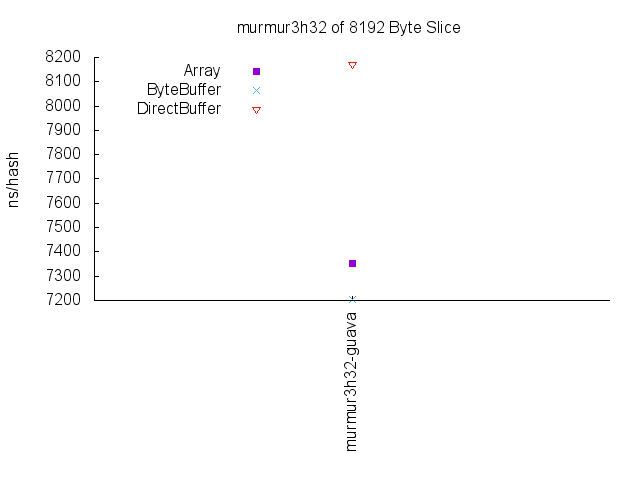 murmur3h32 of 8192 Byte Slice
8200
8100
8000
7900
7800
7700
7600
7500
7400
7300
7200
ns/hash
Array
ByteBuffer
DirectBuffer
murmur3h32-guava